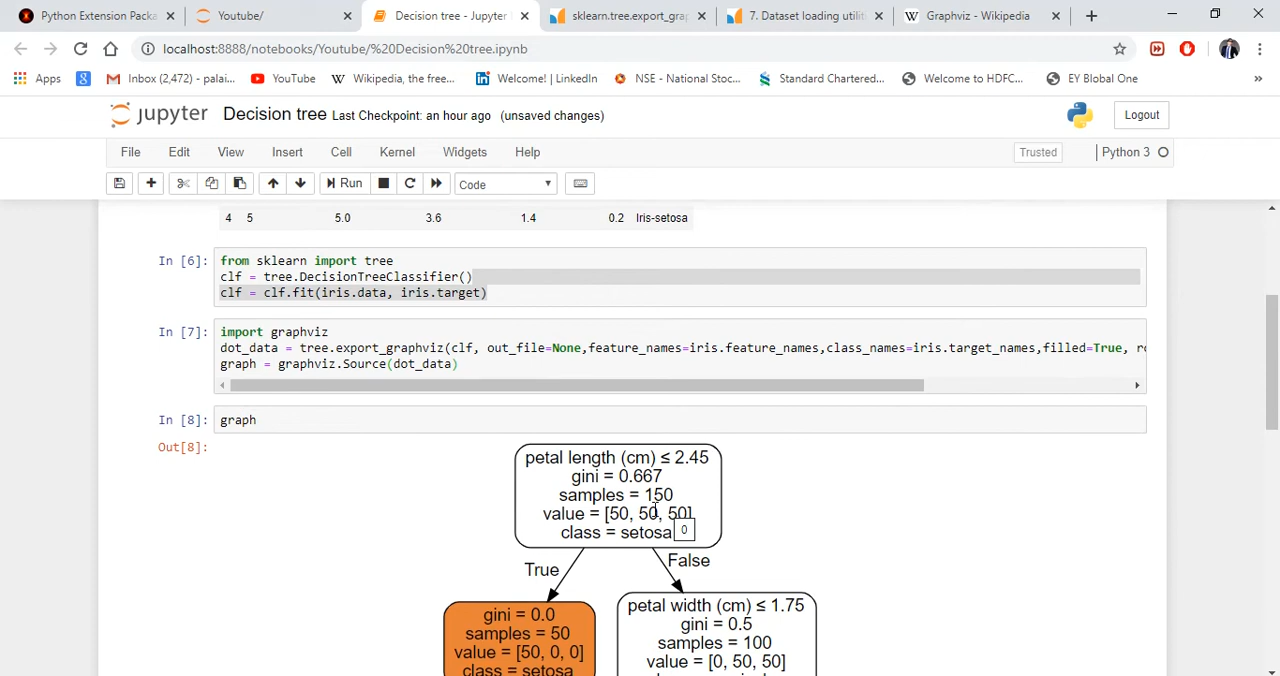 Python Extension Packa
Youtube/
Decision tree - Jupyter
sklearn.tree.export_gra
7. Dataset loading utilit
Graphviz - Wikipedia
localhost:8888/notebooks/Youtube/%20Decision%20tree.ipynb
Apps
Inbox (2,472) - palai...
YouTube
Wikipedia, the free...
Welcome! | LinkedIn
NSE - National Stoc...
Standard Chartered...
Welcome to HDFC...
EY Blobal One
»
jupyter
Decision tree Last Checkpoint: an hour ago (unsaved changes)
Logout
File Edit View Insert Cell Kernel Widgets Help
Trusted
Python 3
Run
Code
4 5 5.0 3.6 1.4 0.2 Iris-setosa
In [6]: from sklearn import tree
clf = tree.DecisionTreeClassifier()
clf = clf.fit(iris.data, iris.target)
In [7]: import graphviz
dot_data = tree.export_graphviz(clf, out_file=None,feature_names=iris.feature_names,class_names=iris.target_names,filled=True, ro
graph = graphviz.Source(dot_data)
In [8]: graph
Out[8]:
petal length (cm) ≤ 2.45
gini = 0.667
samples = 150
value = [50, 50, 50]
class = setosa
0
True
False
gini = 0.0
samples = 50
value = [50, 0, 0]
class = setosa
petal width (cm) ≤ 1.75
gini = 0.5
samples = 100
value = [0, 50, 50]